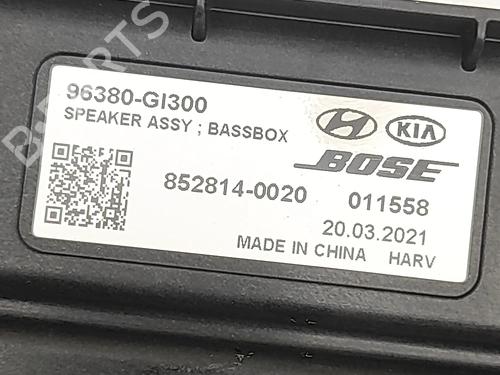 96380-GI300
SPEAKER ASSY ; BASSBOX
KIA
BOSE
852814-0020 011558
20.03.2021
MADE IN CHINA HARV